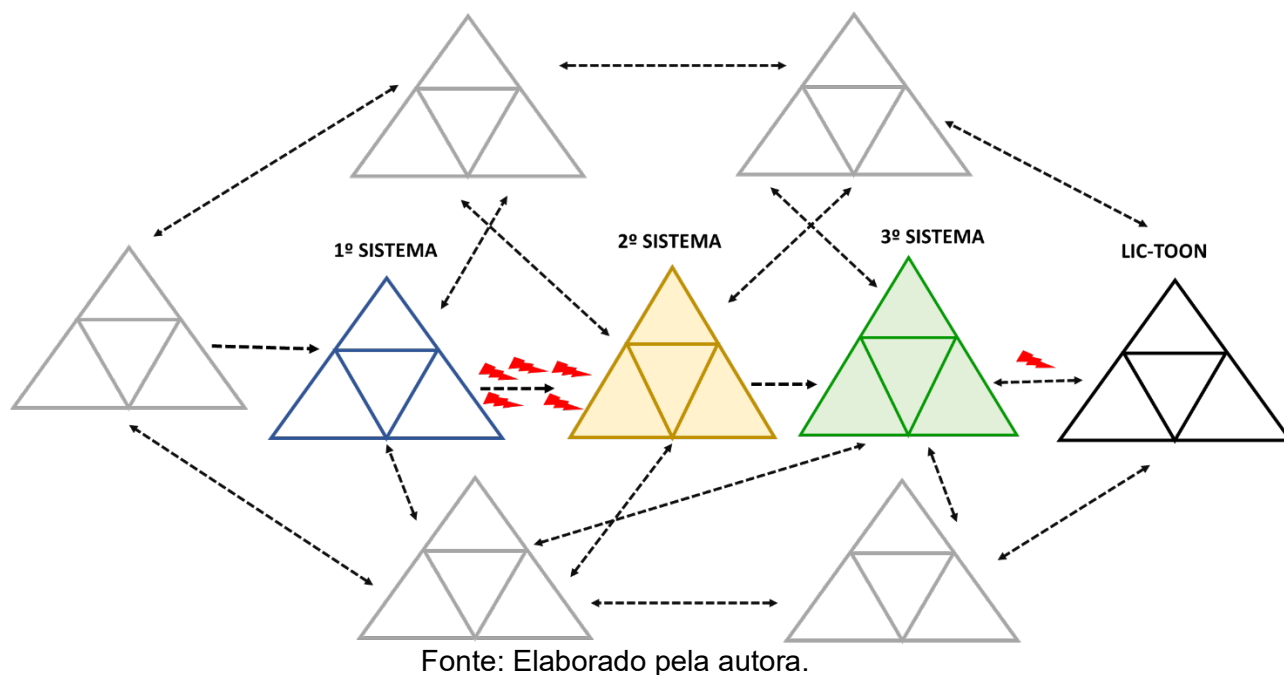 1º SISTEMA
2º SISTEMA
3º SISTEMA
LIC-TOON
Fonte: Elaborado pela autora.